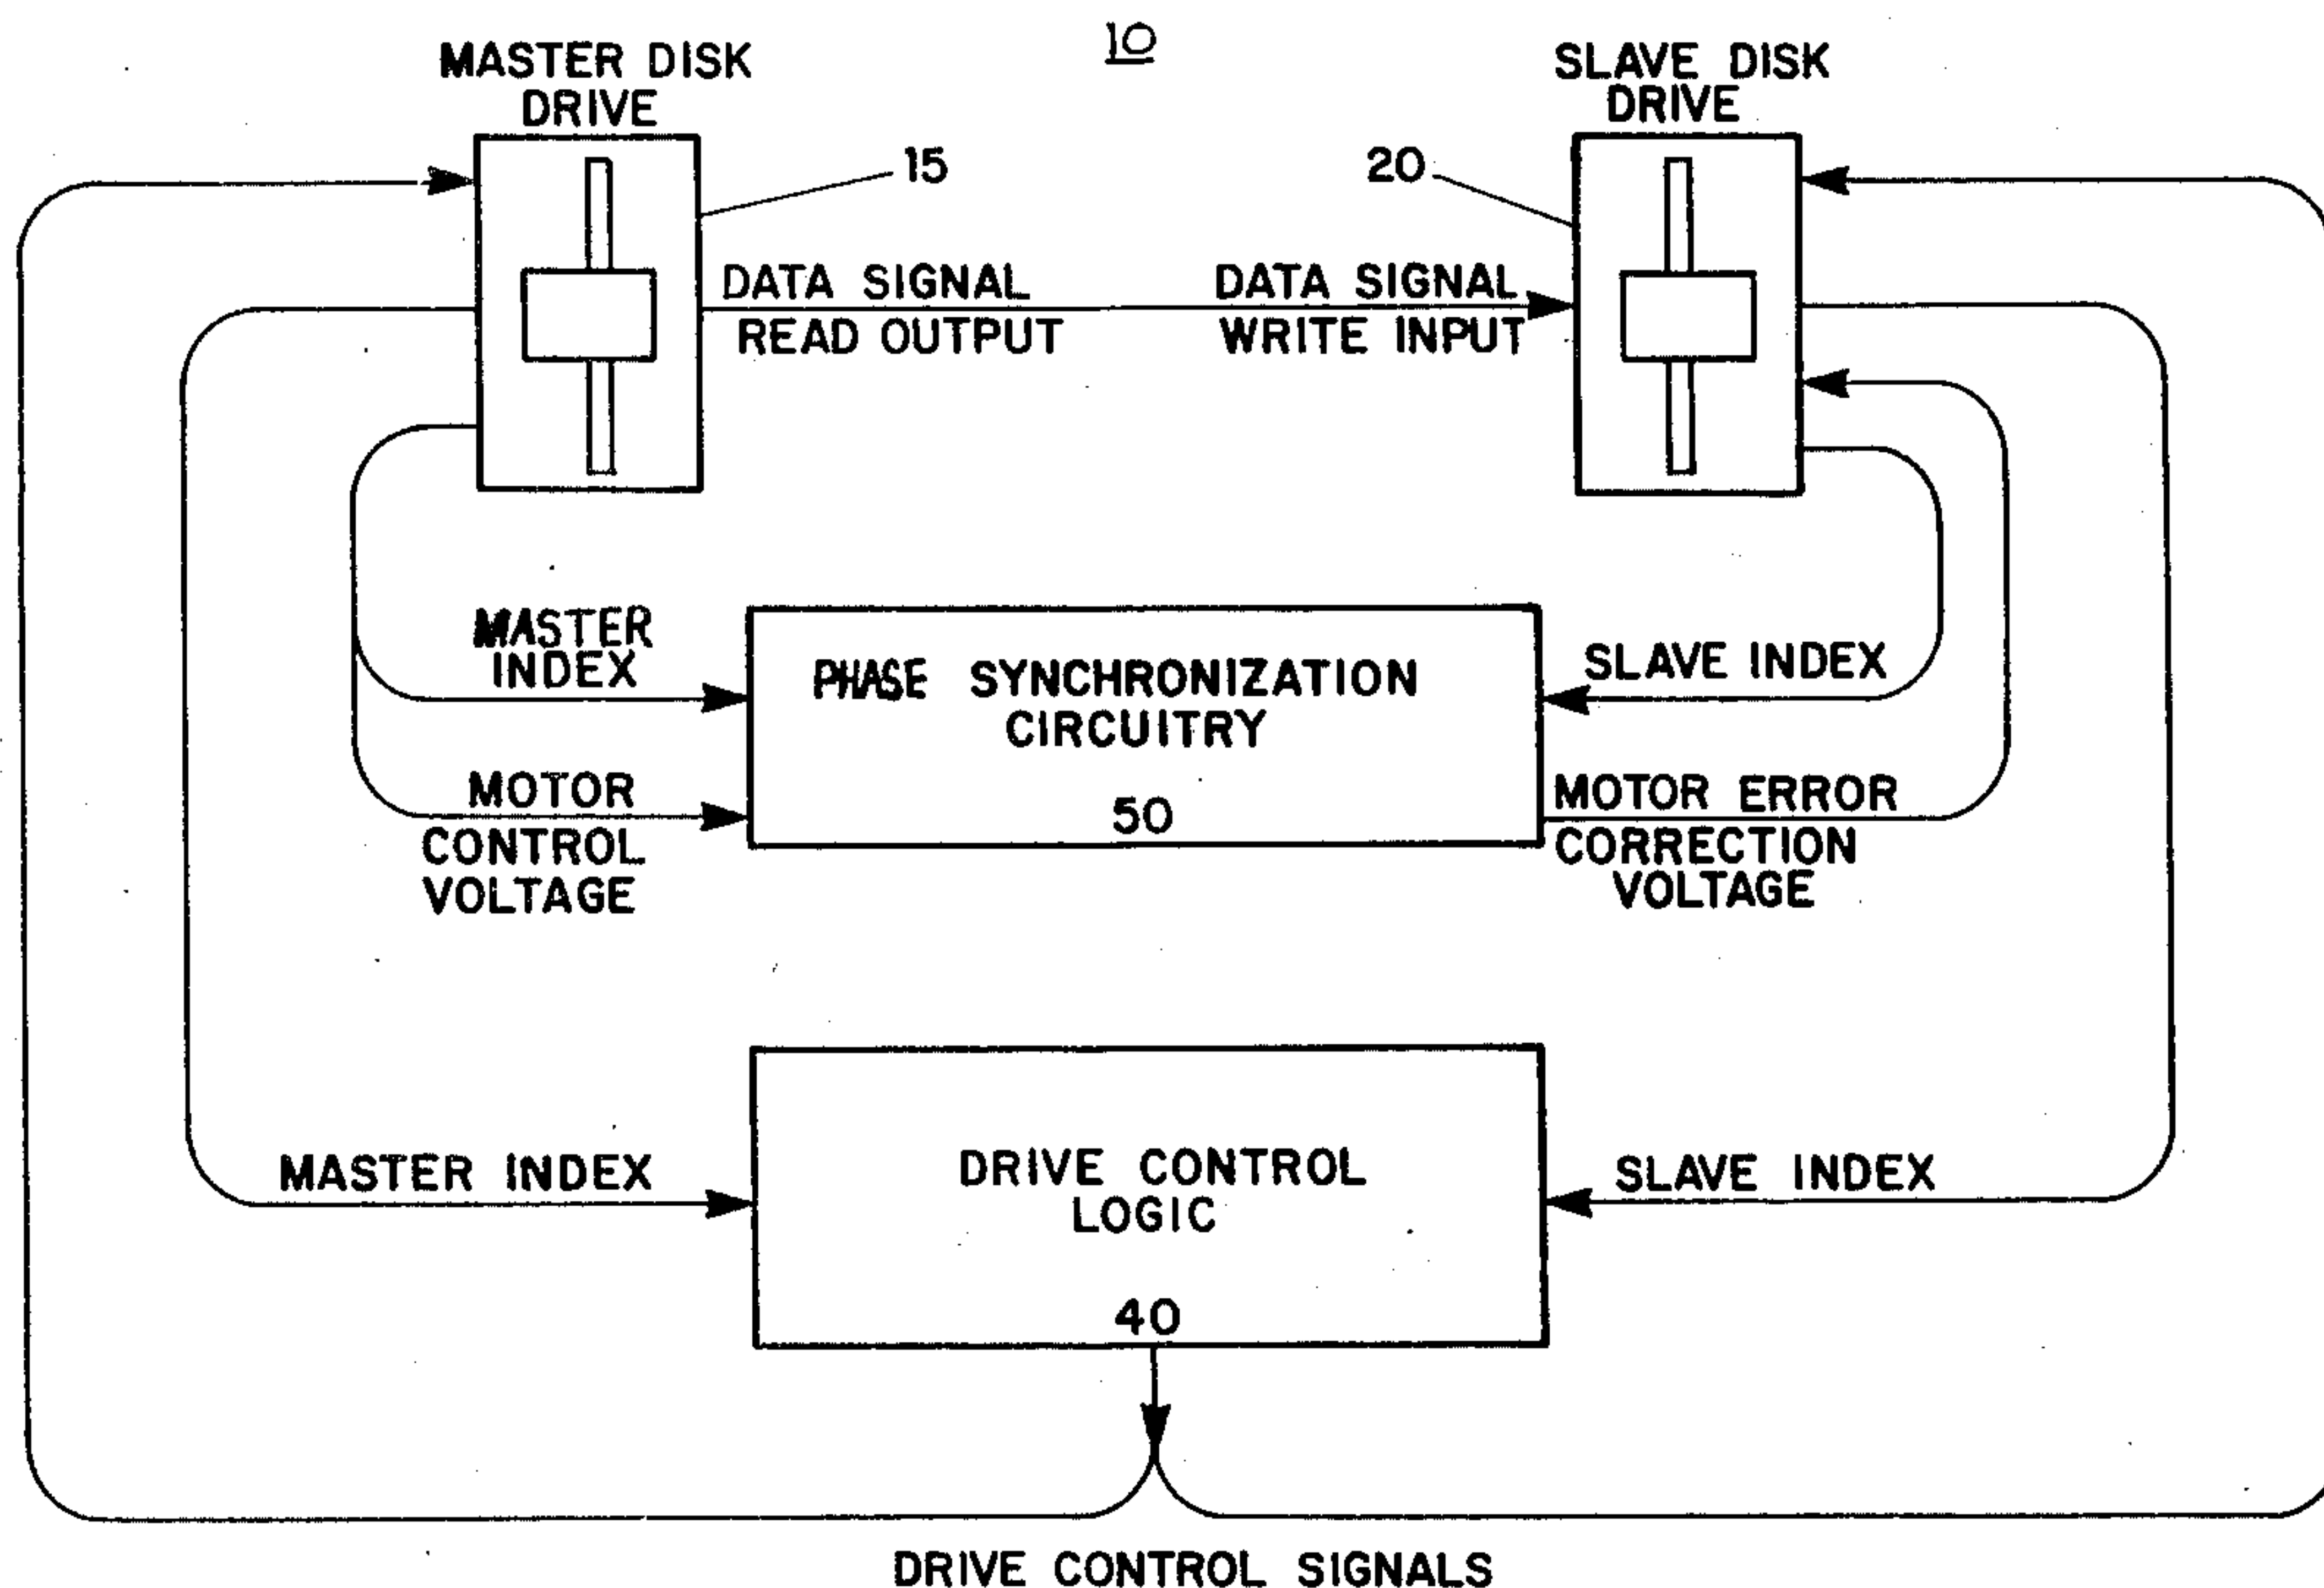 10
MASTER DISK
DRIVE
SLAVE DISK
DRIVE
15
20
DATA SIGNAL
READ OUTPUT
DATA SIGNAL
WRITE INPUT
MASTER
INDEX
PHASE SYNCHRONIZATION
CIRCUITRY
50
SLAVE INDEX
MOTOR
CONTROL
VOLTAGE
MOTOR ERROR
CORRECTION
VOLTAGE
MASTER INDEX
DRIVE CONTROL
LOGIC
40
SLAVE INDEX
DRIVE CONTROL SIGNALS